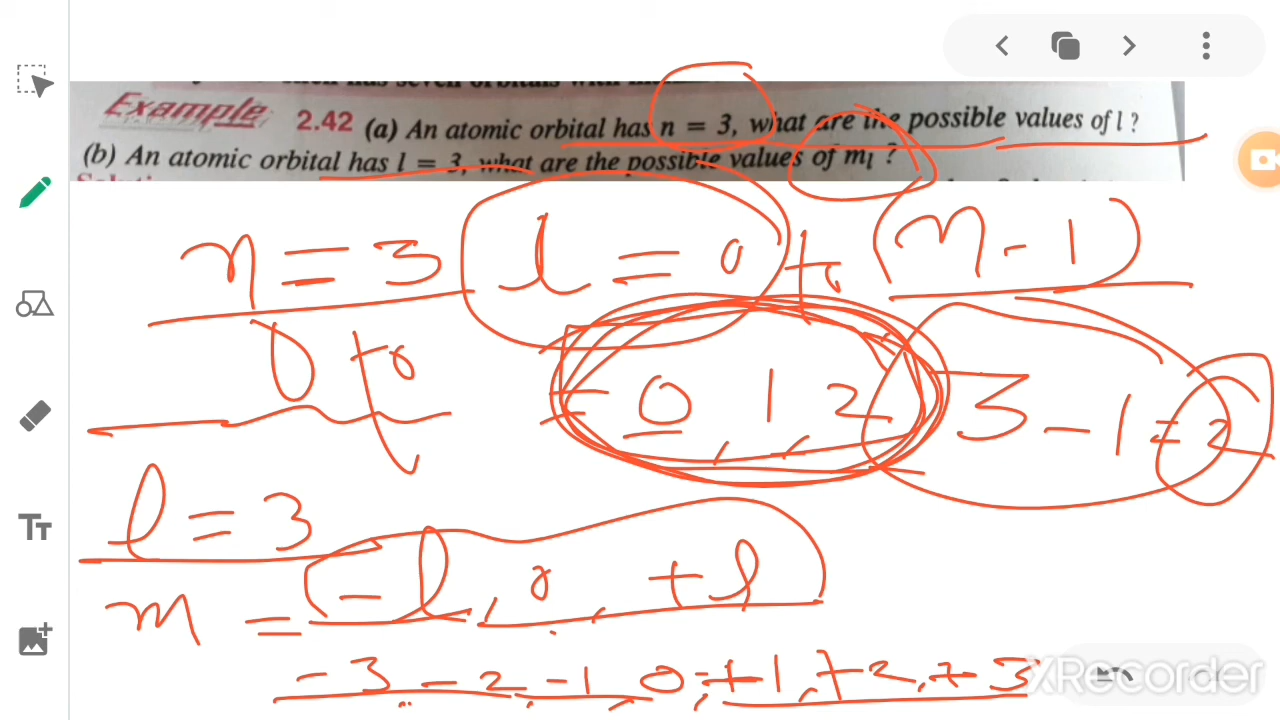 Example 2.42 (a) An atomic orbital has n = 3, what are the possible values of l ?
(b) An atomic orbital has l = 3, what are the possible values of mₗ ?
n = 3 l = 0 to (n - 1)
0 to
= 0, 1, 2 3 - 1 = 2
l = 3
m = -l, 0, +l
-3, -2, -1, 0, +1, +2, +3
XRecorder
Tт